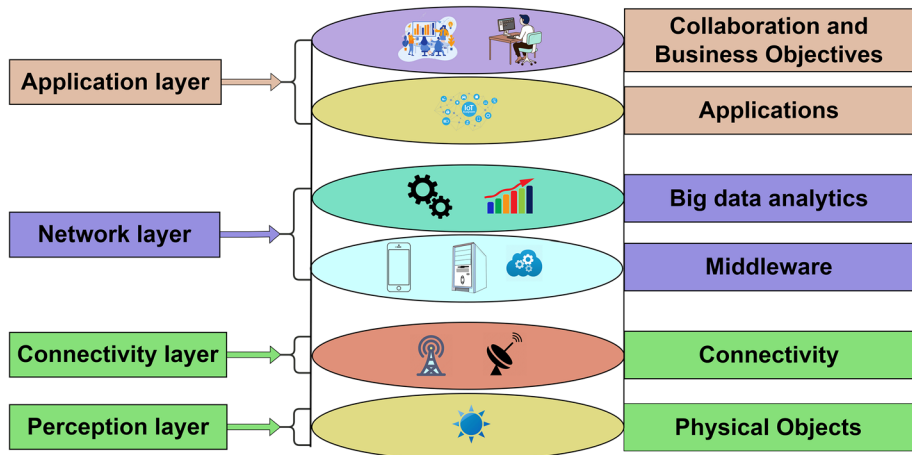 Application layer
Collaboration and
Business Objectives
IoT
Applications
Network layer
Big data analytics
Middleware
Connectivity layer
Connectivity
Perception layer
Physical Objects